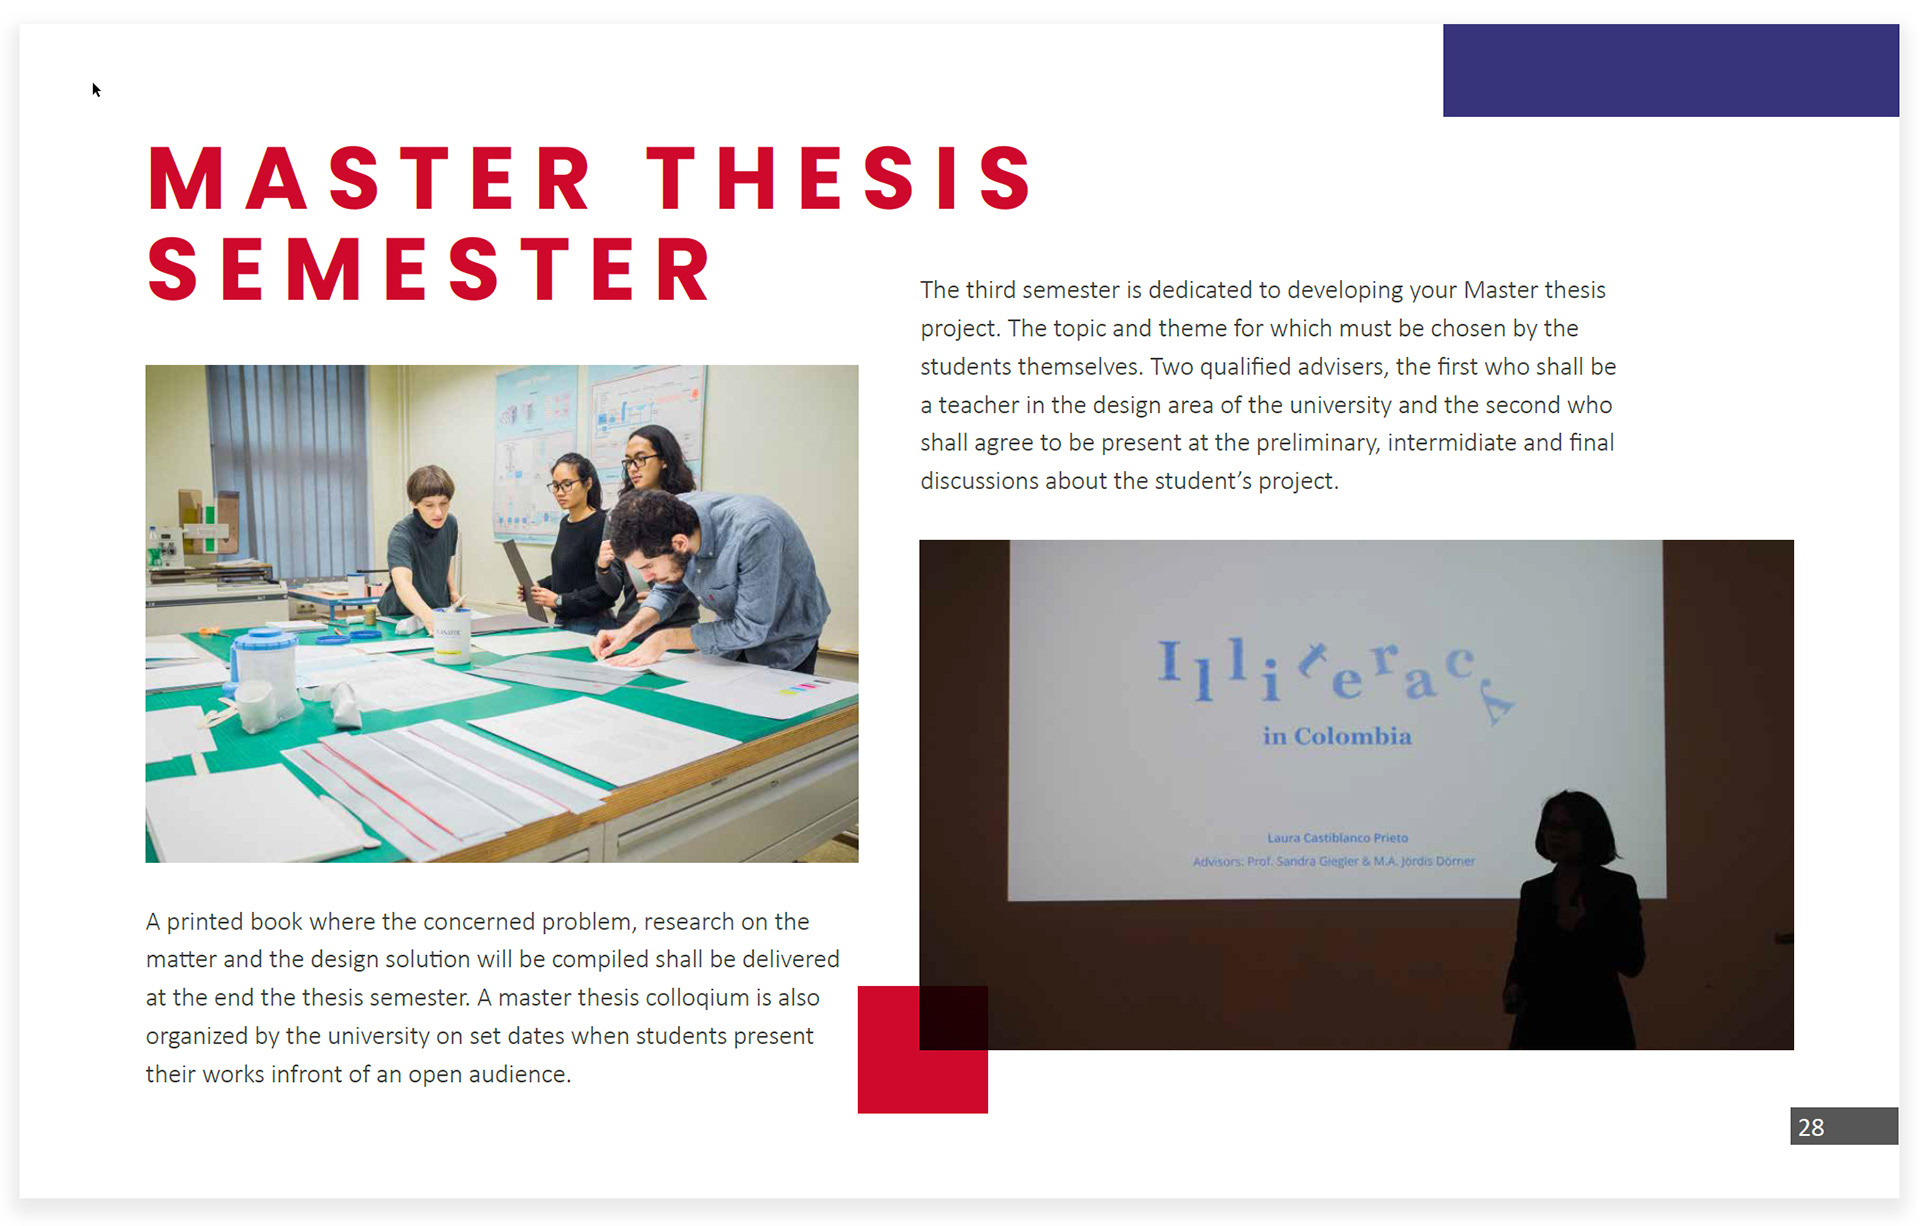 MASTER THESIS
SEMESTER
The third semester is dedicated to developing your Master thesis
project. The topic and theme for which must be chosen by the
students themselves. Two qualified advisers, the first who shall be
a teacher in the design area of the university and the second who
shall agree to be present at the preliminary, intermidiate and final
discussions about the student’s project.
Illiteracy
in Colombia
Laura Castiblanco Prieto
Advisors: Prof. Sandra Giegler & M.A. Jördis Dörner
A printed book where the concerned problem, research on the
matter and the design solution will be compiled shall be delivered
at the end the thesis semester. A master thesis colloqium is also
organized by the university on set dates when students present
their works infront of an open audience.
28